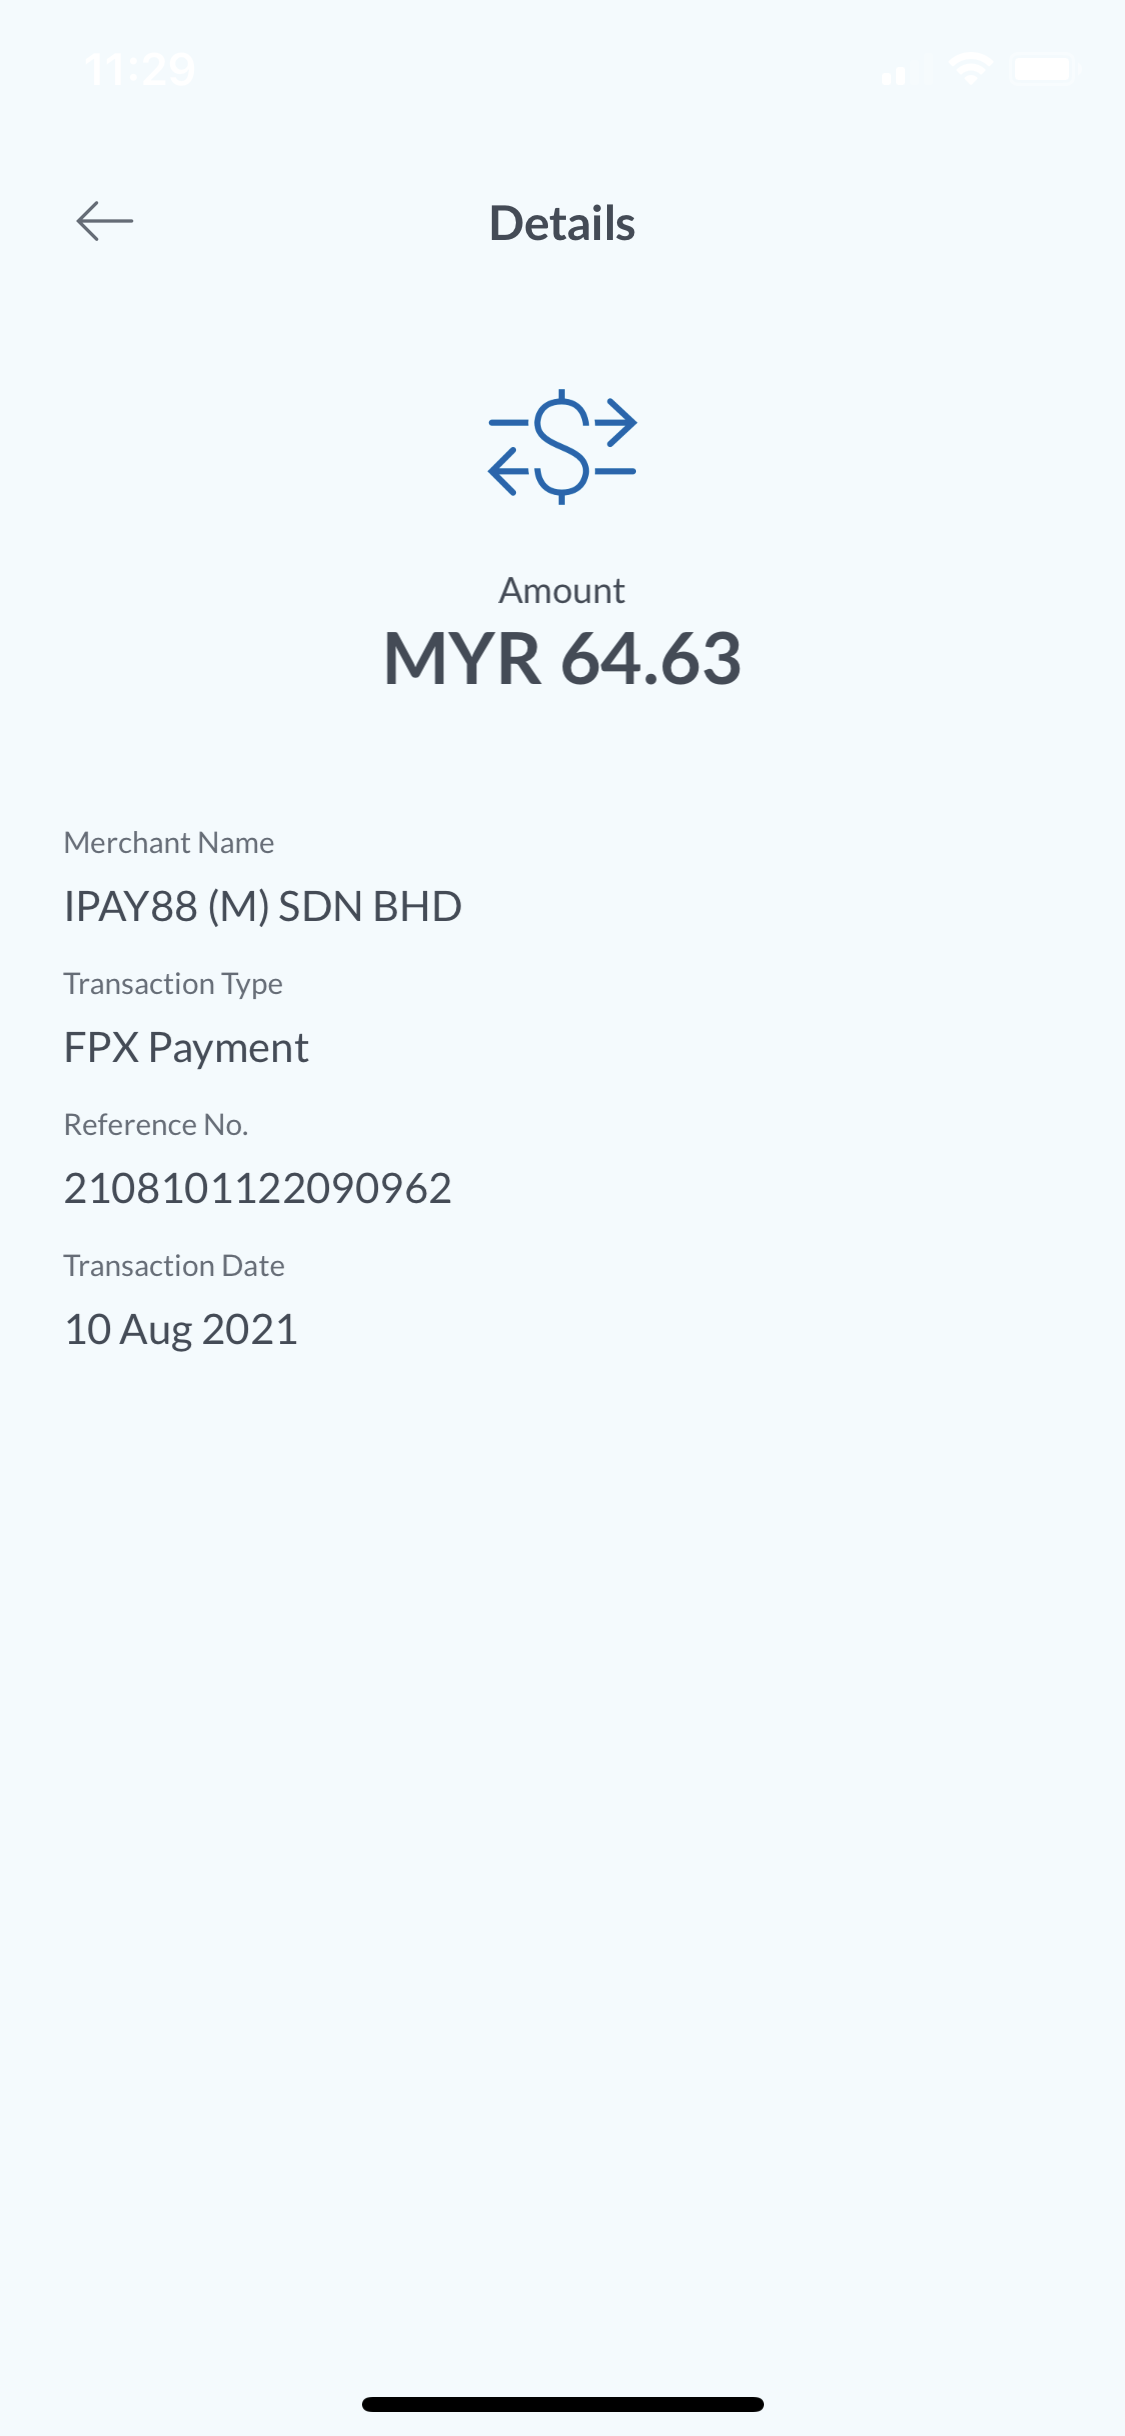 11:29
Details
Amount
MYR 64.63
Merchant Name
IPAY88 (M) SDN BHD
Transaction Type
FPX Payment
Reference No.
2108101122090962
Transaction Date
10 Aug 2021